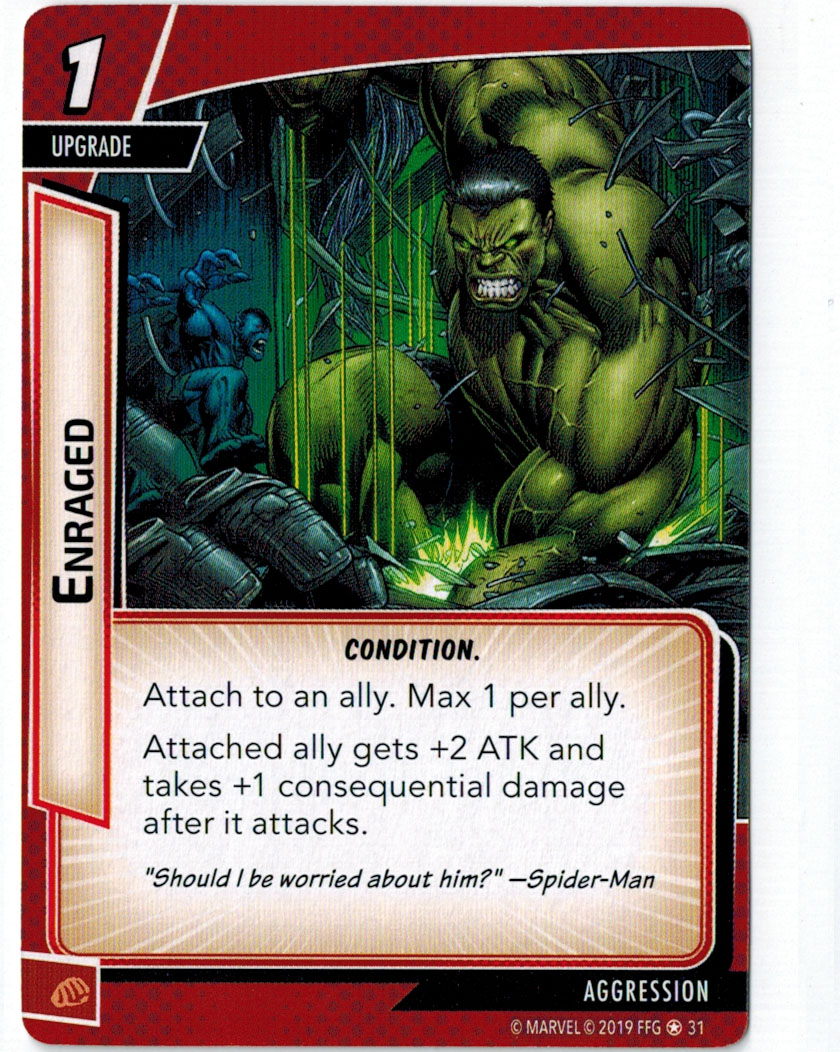 1
UPGRADE
ENRAGED
CONDITION.
Attach to an ally. Max 1 per ally.
Attached ally gets +2 ATK and
takes +1 consequential damage
after it attacks.
"Should I be worried about him?" —Spider-Man
AGGRESSION
© MARVEL © 2019 FFG ✪ 31